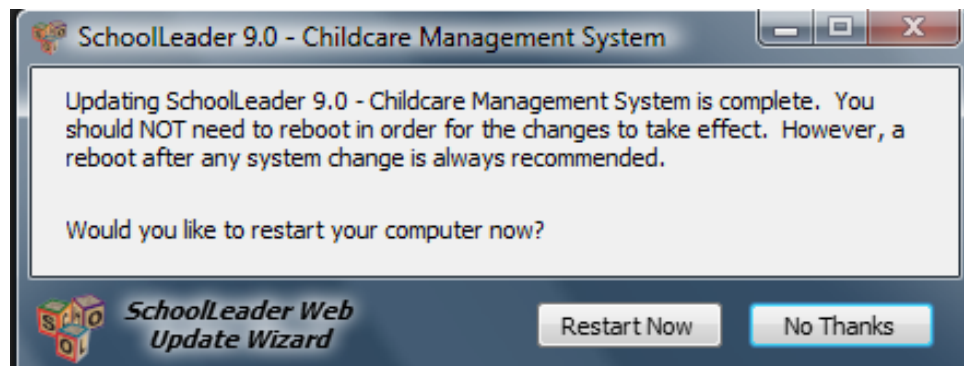 SchoolLeader 9.0 - Childcare Management System
Updating SchoolLeader 9.0 - Childcare Management System is complete. You
should NOT need to reboot in order for the changes to take effect. However, a
reboot after any system change is always recommended.
Would you like to restart your computer now?
SchoolLeader Web
Update Wizard
Restart Now
No Thanks